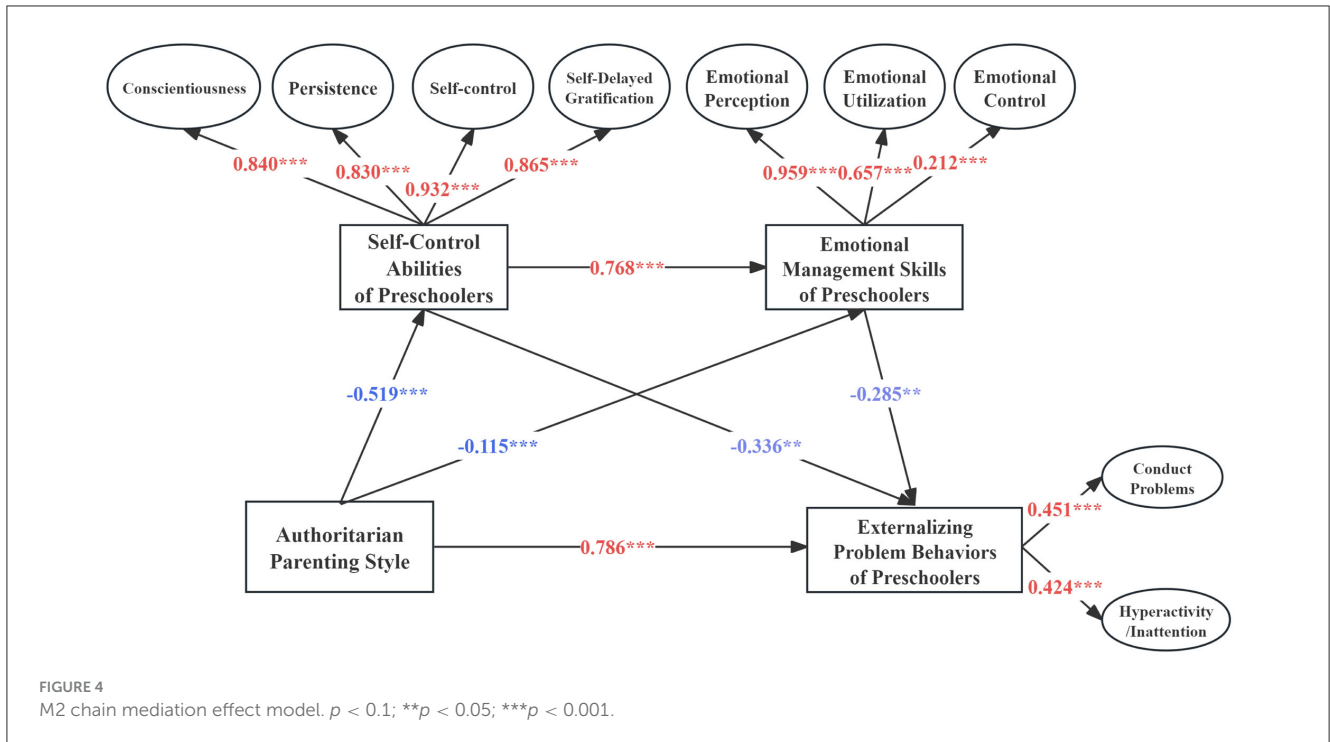 Conscientiousness
Persistence
Self-control
Self-Delayed
Gratification
Emotional
Perception
Emotional
Utilization
Emotional
Control
0.840***
0.830***
0.932***
0.865***
0.959***
0.657***
0.212***
Self-Control
Abilities
of Preschoolers
0.768***
Emotional
Management Skills
of Preschoolers
-0.519***
-0.115***
-0.336**
-0.285**
Authoritarian
Parenting Style
0.786***
Externalizing
Problem Behaviors
of Preschoolers
0.451***
0.424***
Conduct
Problems
Hyperactivity
/Inattention
FIGURE 4
M2 chain mediation effect model. p < 0.1; **p < 0.05; ***p < 0.001.